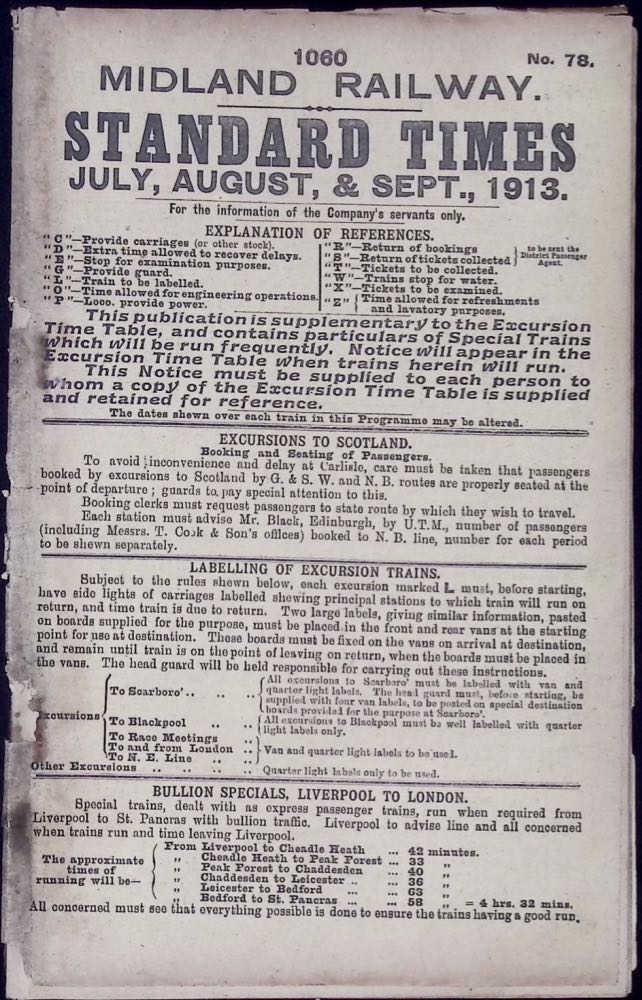 1060
No. 78.
MIDLAND RAILWAY.
STANDARD TIMES
JULY, AUGUST, & SEPT., 1913.
For the information of the Company's servants only.
EXPLANATION OF REFERENCES.
"C"—Provide carriages (or other stock).
"D"—Extra time allowed to recover delays.
"E"—Stop for examination purposes.
"G"—Provide guard.
"L"—Train to be labelled.
"O"—Time allowed for engineering operations.
"P"—Loco. provide power.
"R"—Return of bookings
"S"—Return of tickets collected
to be sent the District Passenger Agent.
"T"—Tickets to be collected.
"W"—Trains stop for water.
"X"—Tickets to be examined.
"Z" { Time allowed for refreshments
and lavatory purposes.
This publication is supplementary to the Excursion
Time Table, and contains particulars of Special Trains
which will be run frequently. Notice will appear in the
Excursion Time Table when trains herein will run.
This Notice must be supplied to each person to
whom a copy of the Excursion Time Table is supplied
and retained for reference.
The dates shewn over each train in this Programme may be altered.
EXCURSIONS TO SCOTLAND.
Booking and Seating of Passengers.
To avoid inconvenience and delay at Carlisle, care must be taken that passengers
booked by excursions to Scotland by G. & S. W. and N. B. routes are properly seated at the
point of departure; guards to pay special attention to this.
Booking clerks must request passengers to state route by which they wish to travel.
Each station must advise Mr. Black, Edinburgh, by U.T.M., number of passengers
(including Messrs. T. Cook & Son's offices) booked to N. B. line, number for each period
to be shewn separately.
LABELLING OF EXCURSION TRAINS.
Subject to the rules shewn below, each excursion marked L must, before starting,
have side lights of carriages labelled shewing principal stations to which train will run on
return, and time train is due to return. Two large labels, giving similar information, pasted
on boards supplied for the purpose, must be placed in the front and rear vans at the starting
point for use at destination. These boards must be fixed on the vans on arrival at destination,
and remain until train is on the point of leaving on return, when the boards must be placed in
the vans. The head guard will be held responsible for carrying out these instructions.
Excursions
To Scarboro'.. .. ..
{ All excursions to Scarboro' must be labelled with van and
quarter light labels. The head guard must, before starting, be
supplied with four van labels, to be posted on special destination
boards provided for the purpose at Scarboro'.
To Blackpool .. ..
{ All excursions to Blackpool must be well labelled with quarter
light labels only.
To Race Meetings ..
To and from London ..
To N. E. Line .. ..
} Van and quarter light labels to be used.
Other Excursions .. .. .. .. Quarter light labels only to be used.
BULLION SPECIALS, LIVERPOOL TO LONDON.
Special trains, dealt with as express passenger trains, run when required from
Liverpool to St. Pancras with bullion traffic. Liverpool to advise line and all concerned
when trains run and time leaving Liverpool.
The approximate
times of
running will be—
From Liverpool to Cheadle Heath ... 42 minutes.
" Cheadle Heath to Peak Forest ... 33 "
" Peak Forest to Chaddesden ... 40 "
" Chaddesden to Leicester .. ... 36 "
" Leicester to Bedford ... ... 63 "
" Bedford to St. Pancras ... ... 58 " = 4 hrs. 32 mins.
All concerned must see that everything possible is done to ensure the trains having a good run.